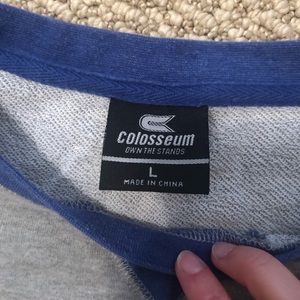 Colosseum
OWN THE STANDS
L
MADE IN CHINA